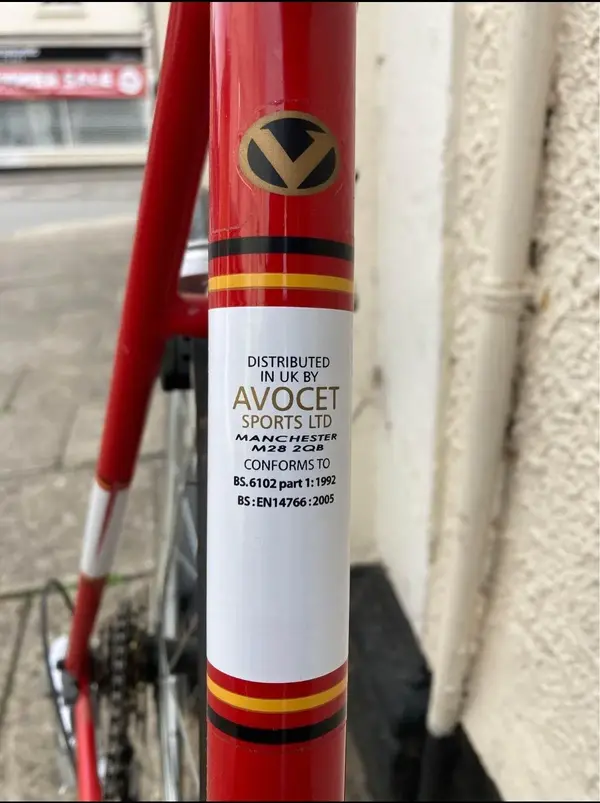 V
DISTRIBUTED
IN UK BY
AVOCET
SPORTS LTD
MANCHESTER
M28 2QB
CONFORMS TO
BS.6102 part 1: 1992
BS:EN14766:2005